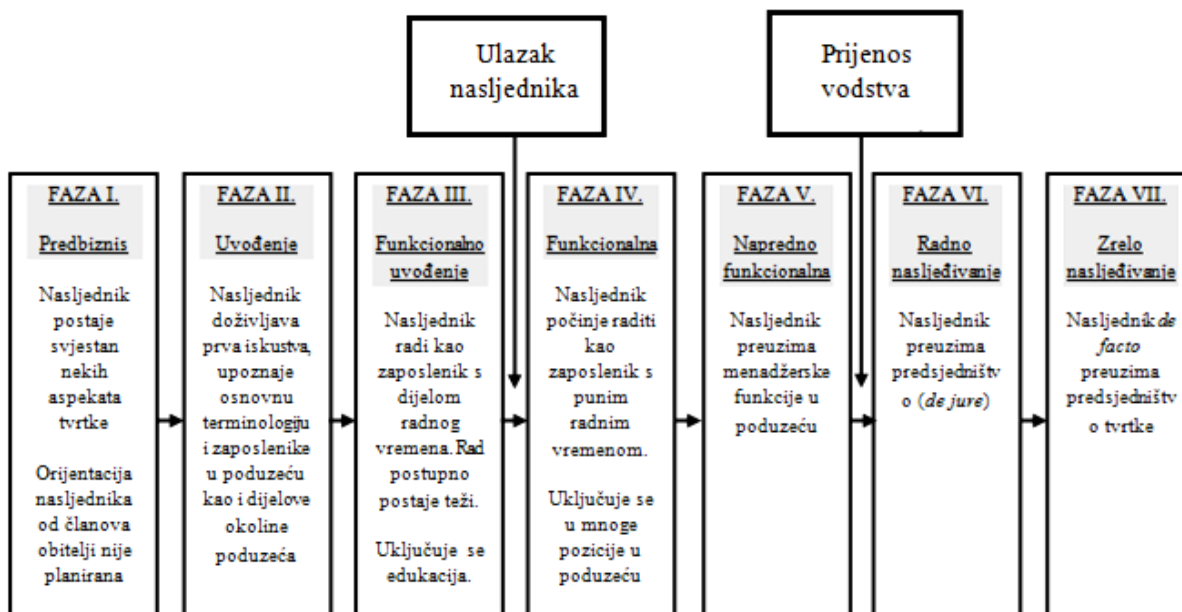 Ulazak
nasljednika
Prijenos
vodstva
FAZA I.
Predbiznis
Nasljednik
postaje
svjestan
nekih
aspekata
tvrtke
Orijentacija
nasljednika
od članova
obitelji nije
planirana
FAZA II.
Uvođenje
Nasljednik
doživljava
prva iskustva,
upoznaje
osnovnu
terminologiju
i zaposlenike
u poduzeću
kao i dijelove
okoline
poduzeća
FAZA III.
Funkcionalno
uvođenje
Nasljednik
radi kao
zaposlenik s
dijelom
radnog
vremena. Rad
postupno
postaje teži.
Uključuje se
edukacija.
FAZA IV.
Funkcionalna
Nasljednik
počinje raditi
kao
zaposlenik s
punim
radnim
vremenom.
Uključuje se
u mnoge
pozicije u
poduzeću
FAZA V.
Napredno
funkcionalna
Nasljednik
preuzima
menadžerske
funkcije u
poduzeću
FAZA VI.
Radno
nasljeđivanje
Nasljednik
preuzima
predsjedništv
o (de jure)
FAZA VII.
Zrelo
nasljeđivanje
Nasljednik de
facto
preuzima
predsjedništv
o tvrtke